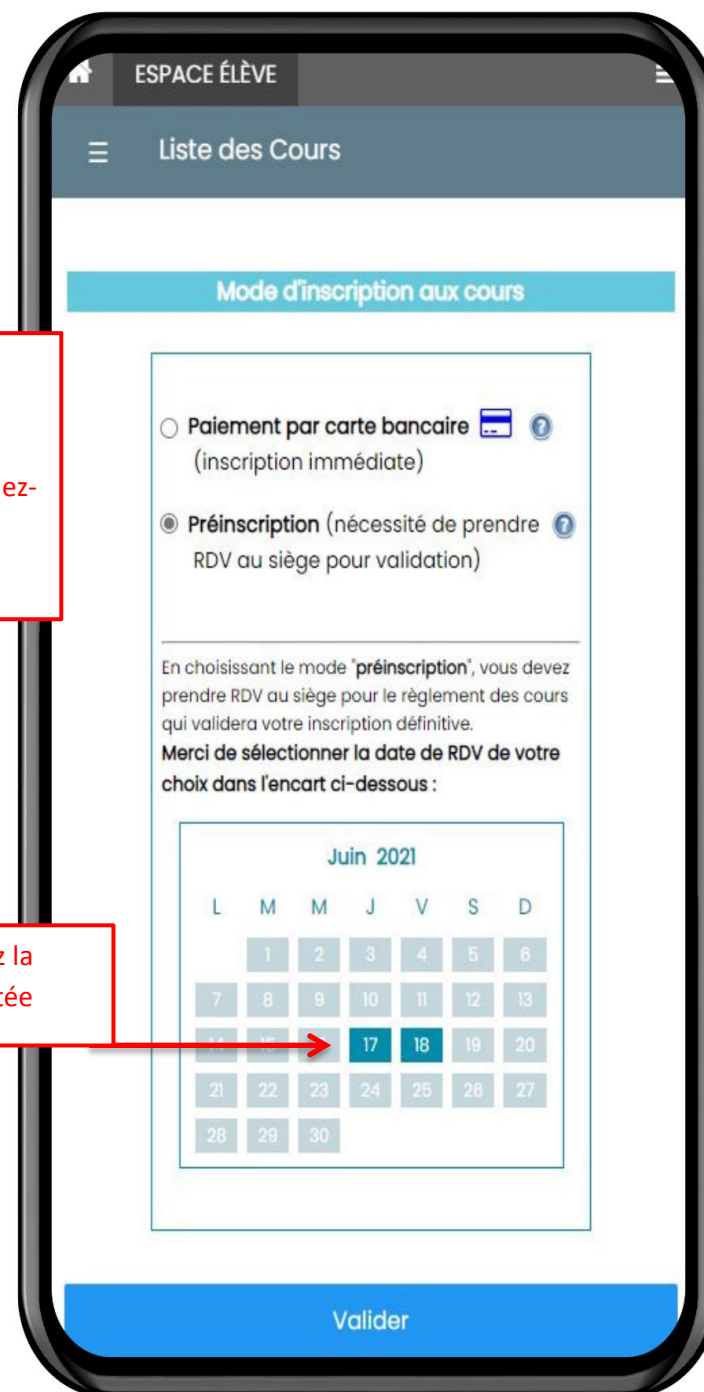 ESPACE ÉLÈVE
Liste des Cours
Mode d'inscription aux cours
Paiement par carte bancaire
(inscription immédiate)
ez-
Préinscription (nécessité de prendre
RDV au siège pour validation)
En choisissant le mode "préinscription", vous devez
prendre RDV au siège pour le règlement des cours
qui validera votre inscription définitive.
Merci de sélectionner la date de RDV de votre
choix dans l'encart ci-dessous :
Juin 2021
L M M J V S D
1 2 3 4 5 6
z la
tée
7 8 9 10 11 12 13
14 15 17 18 19 20
21 22 23 24 25 26 27
28 29 30
Valider